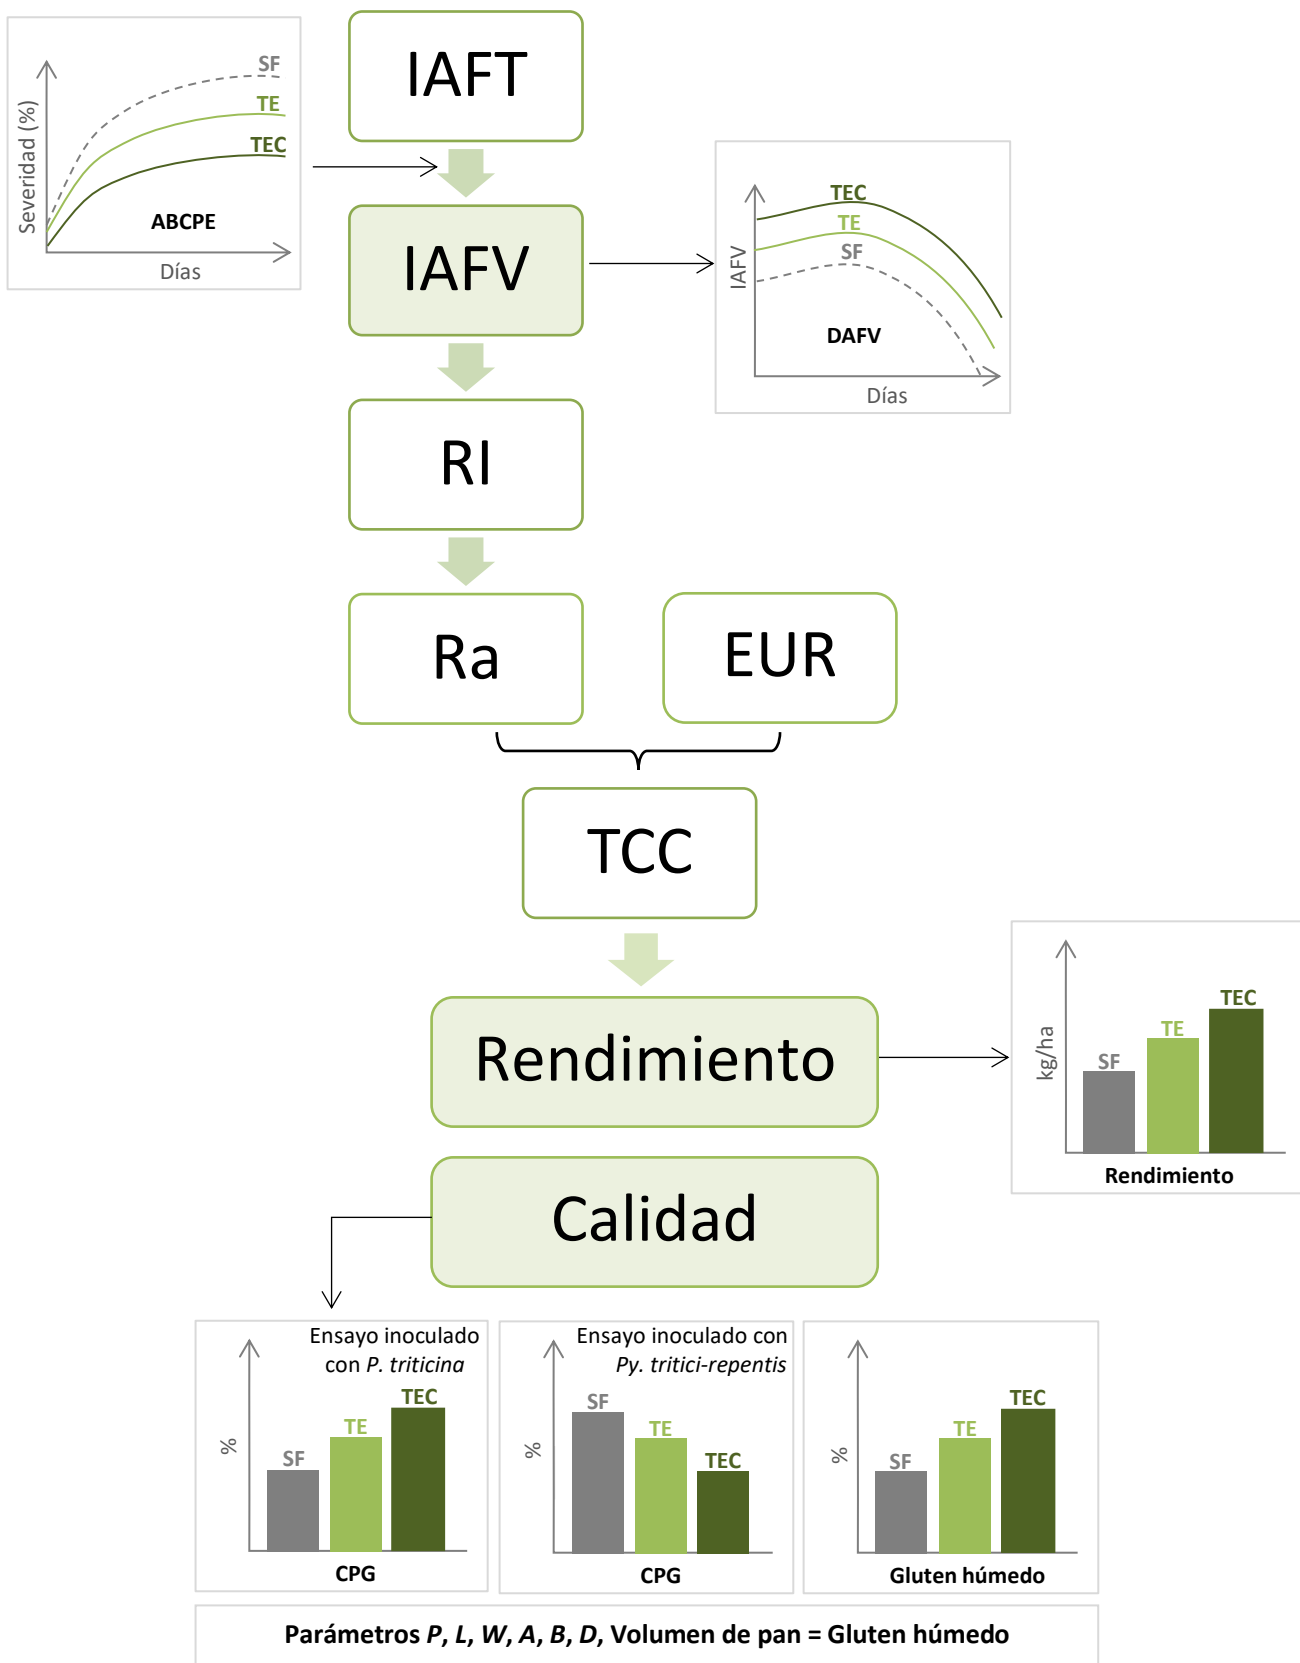 IAFT
Severidad (%)
SF
TE
TEC
ABCPE
Días
IAFV
IAFV
TEC
TE
SF
DAFV
Días
RI
Ra
EUR
TCC
Rendimiento
kg/ha
SF
TE
TEC
Rendimiento
Calidad
Ensayo inoculado
con P. triticina
%
SF
TE
TEC
CPG
Ensayo inoculado con
Py. tritici-repentis
%
SF
TE
TEC
CPG
%
SF
TE
TEC
Gluten húmedo
Parámetros P, L, W, A, B, D, Volumen de pan = Gluten húmedo